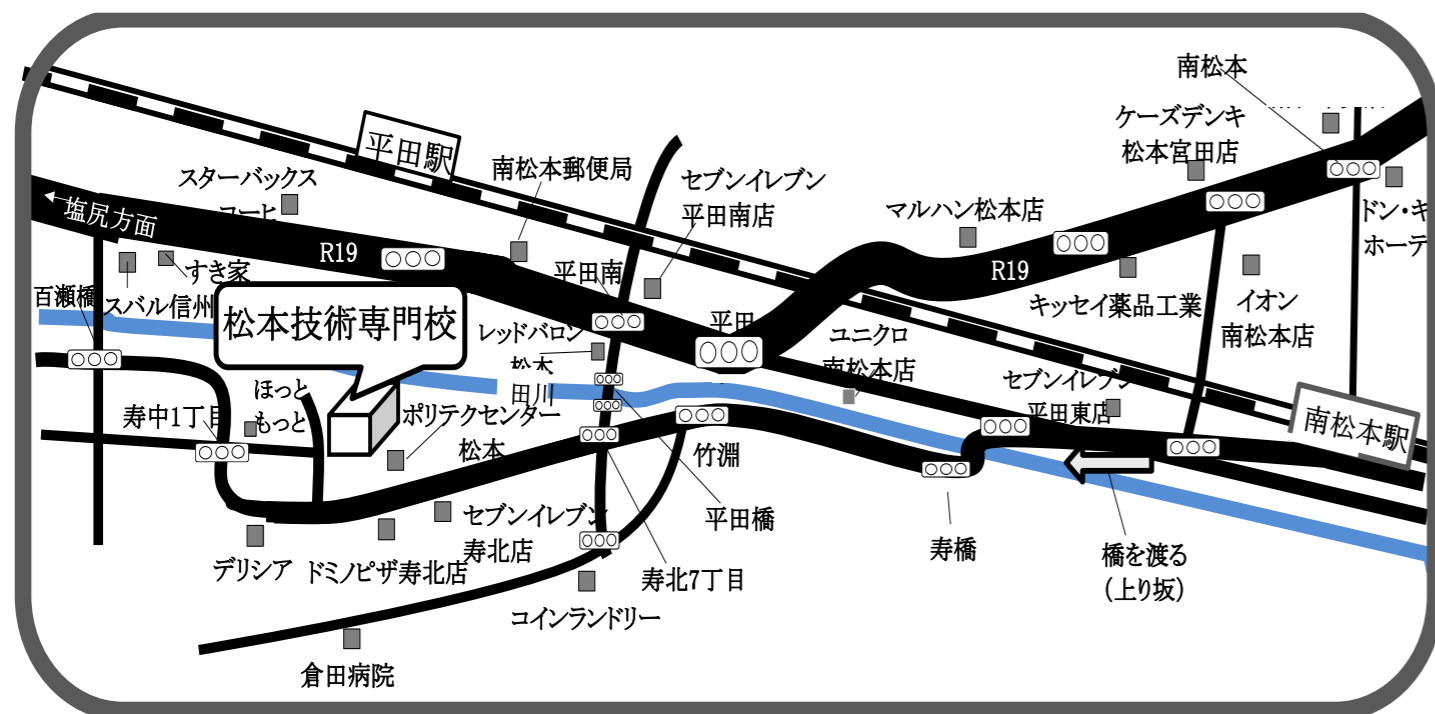 南松本
ケーズデンキ
松本宮田店
平田駅
南松本郵便局
スターバックス
コーヒ
セブンイレブン
平田南店
マルハン松本店
ドン・キ
ホーテ
塩尻方面
R19
R19
すき家
スバル信州
平田南
百瀬橋
松本技術専門校
レッドバロン
松本
田川
平田
ユニクロ
南松本店
キッセイ薬品工業
イオン
南松本店
セブンイレブン
平田東店
南松本駅
ほっと
もっと
寿中1丁目
ポリテクセンター
松本
竹淵
平田橋
寿橋
橋を渡る
(上り坂)
セブンイレブン
寿北店
デリシア
ドミノピザ寿北店
寿北7丁目
コインランドリー
倉田病院